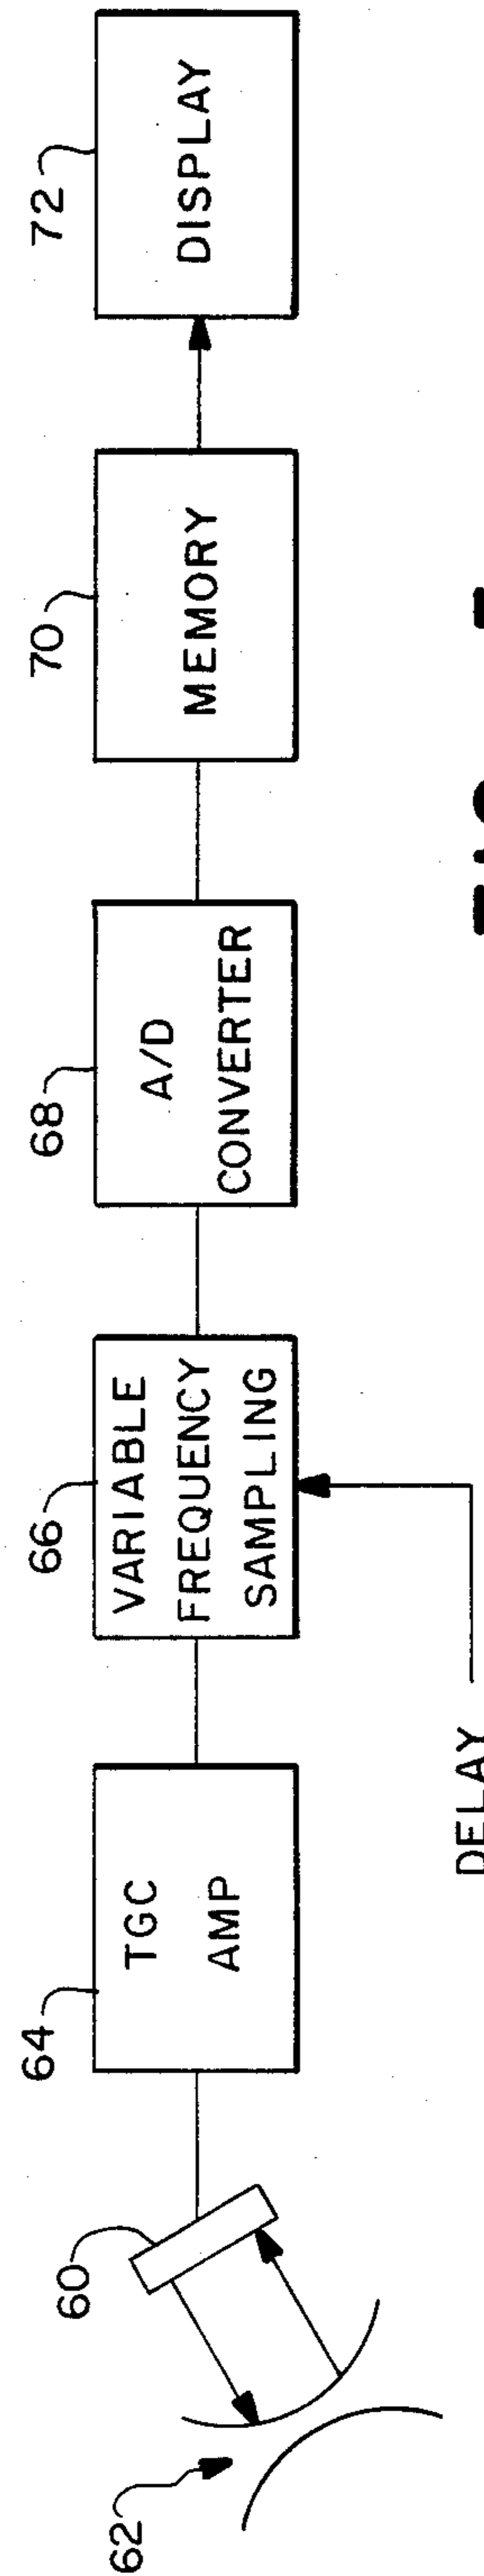 62
60
64
TGC
AMP
66
VARIABLE
FREQUENCY
SAMPLING
DELAY
68
A/D
CONVERTER
70
MEMORY
72
DISPLAY